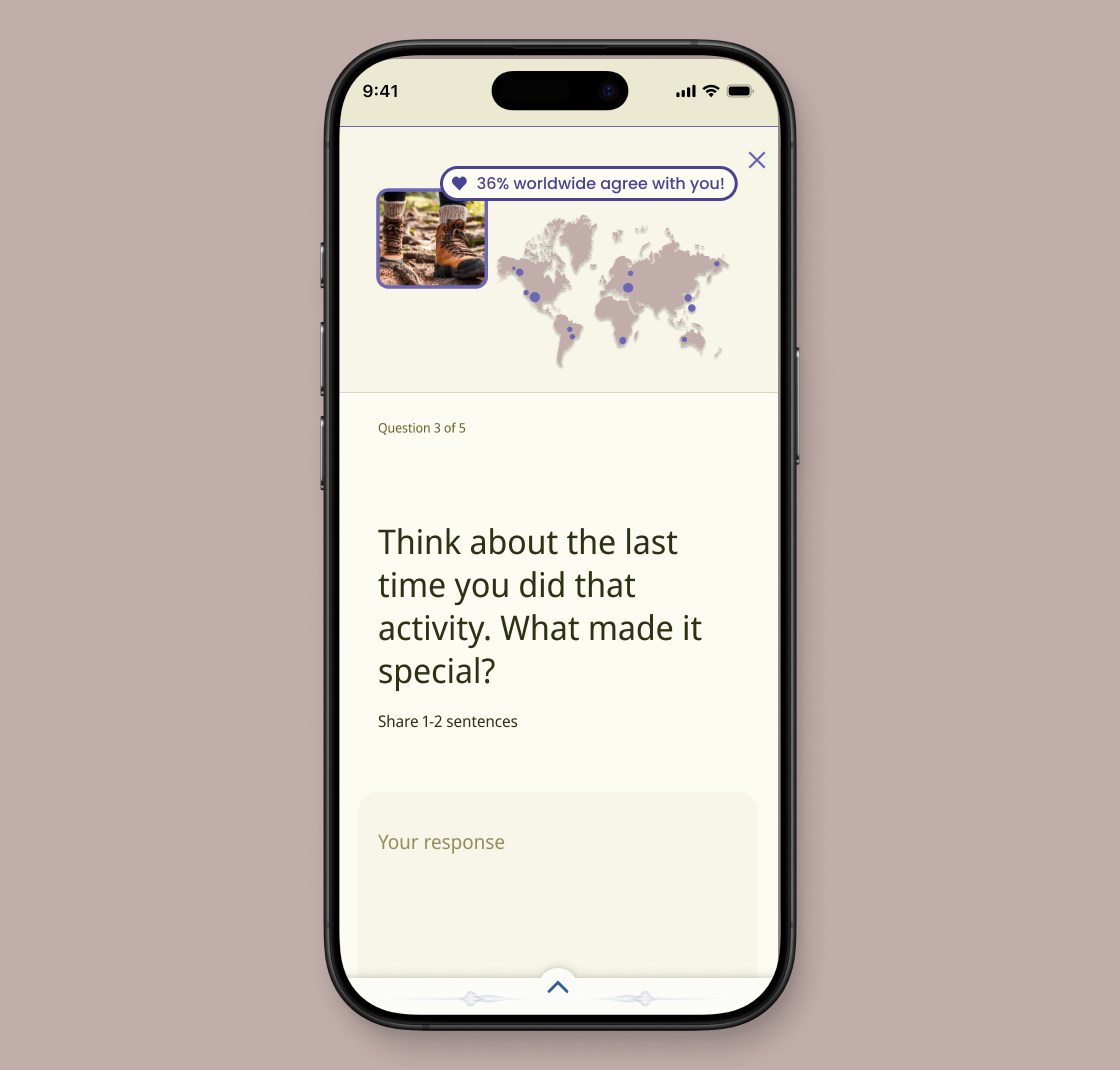 9:41
36% worldwide agree with you!
Question 3 of 5
Think about the last
time you did that
activity. What made it
special?
Share 1-2 sentences
Your response